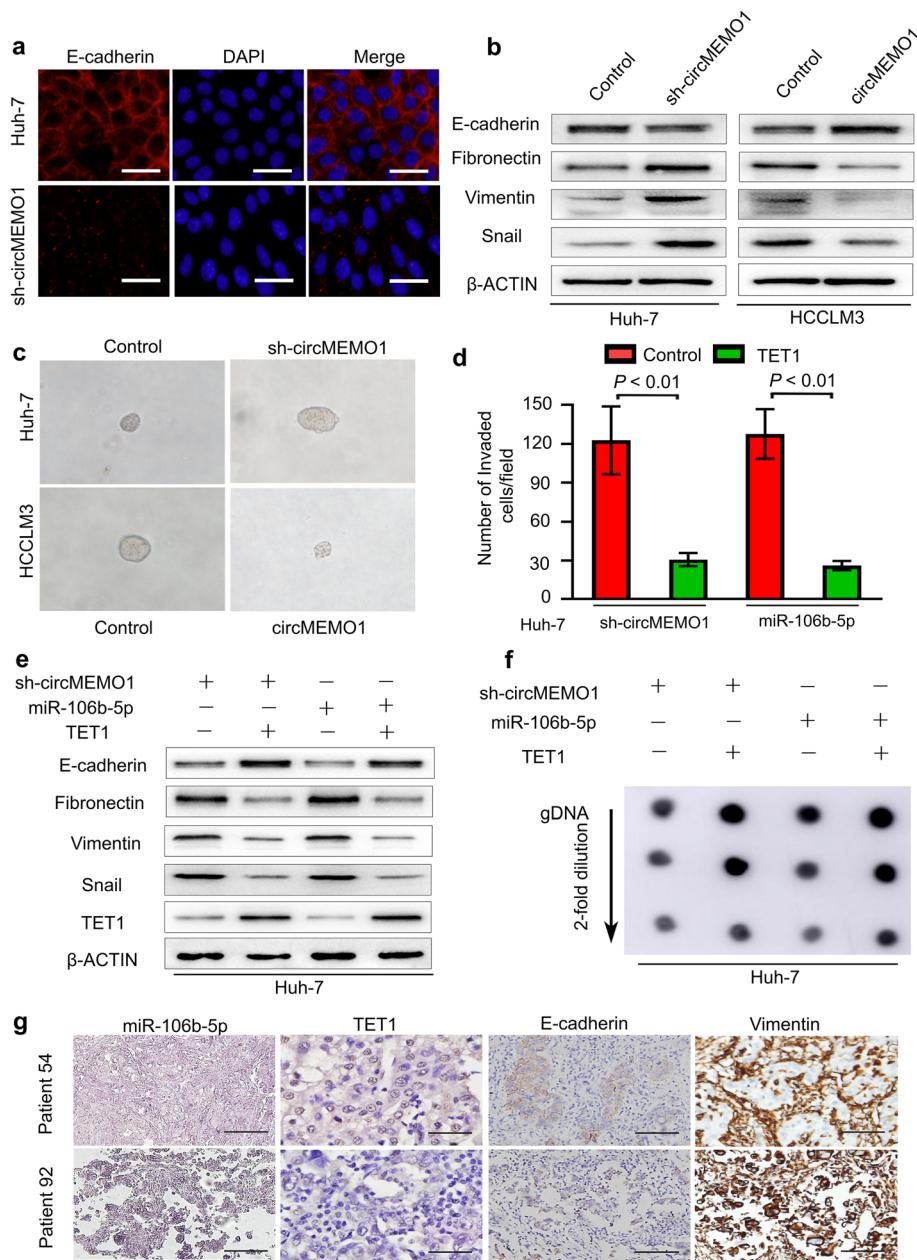 a
E-cadherin DAPI Merge
Huh-7
sh-circMEMO1
b
Control sh-circMEMO1 Control circMEMO1
E-cadherin
Fibronectin
Vimentin
Snail
β-ACTIN
Huh-7 HCCLM3
c
Control sh-circMEMO1
Huh-7
HCCLM3
Control circMEMO1
d
Control TET1
P < 0.01 P < 0.01
Number of Invaded
cells/field
150
120
90
60
30
0
Huh-7 sh-circMEMO1 miR-106b-5p
e
sh-circMEMO1 + + − −
miR-106b-5p − − + +
TET1 − + − +
E-cadherin
Fibronectin
Vimentin
Snail
TET1
β-ACTIN
Huh-7
f
sh-circMEMO1 + + − −
miR-106b-5p − − + +
TET1 − + − +
gDNA
2-fold dilution
Huh-7
g
miR-106b-5p TET1 E-cadherin Vimentin
Patient 54
Patient 92